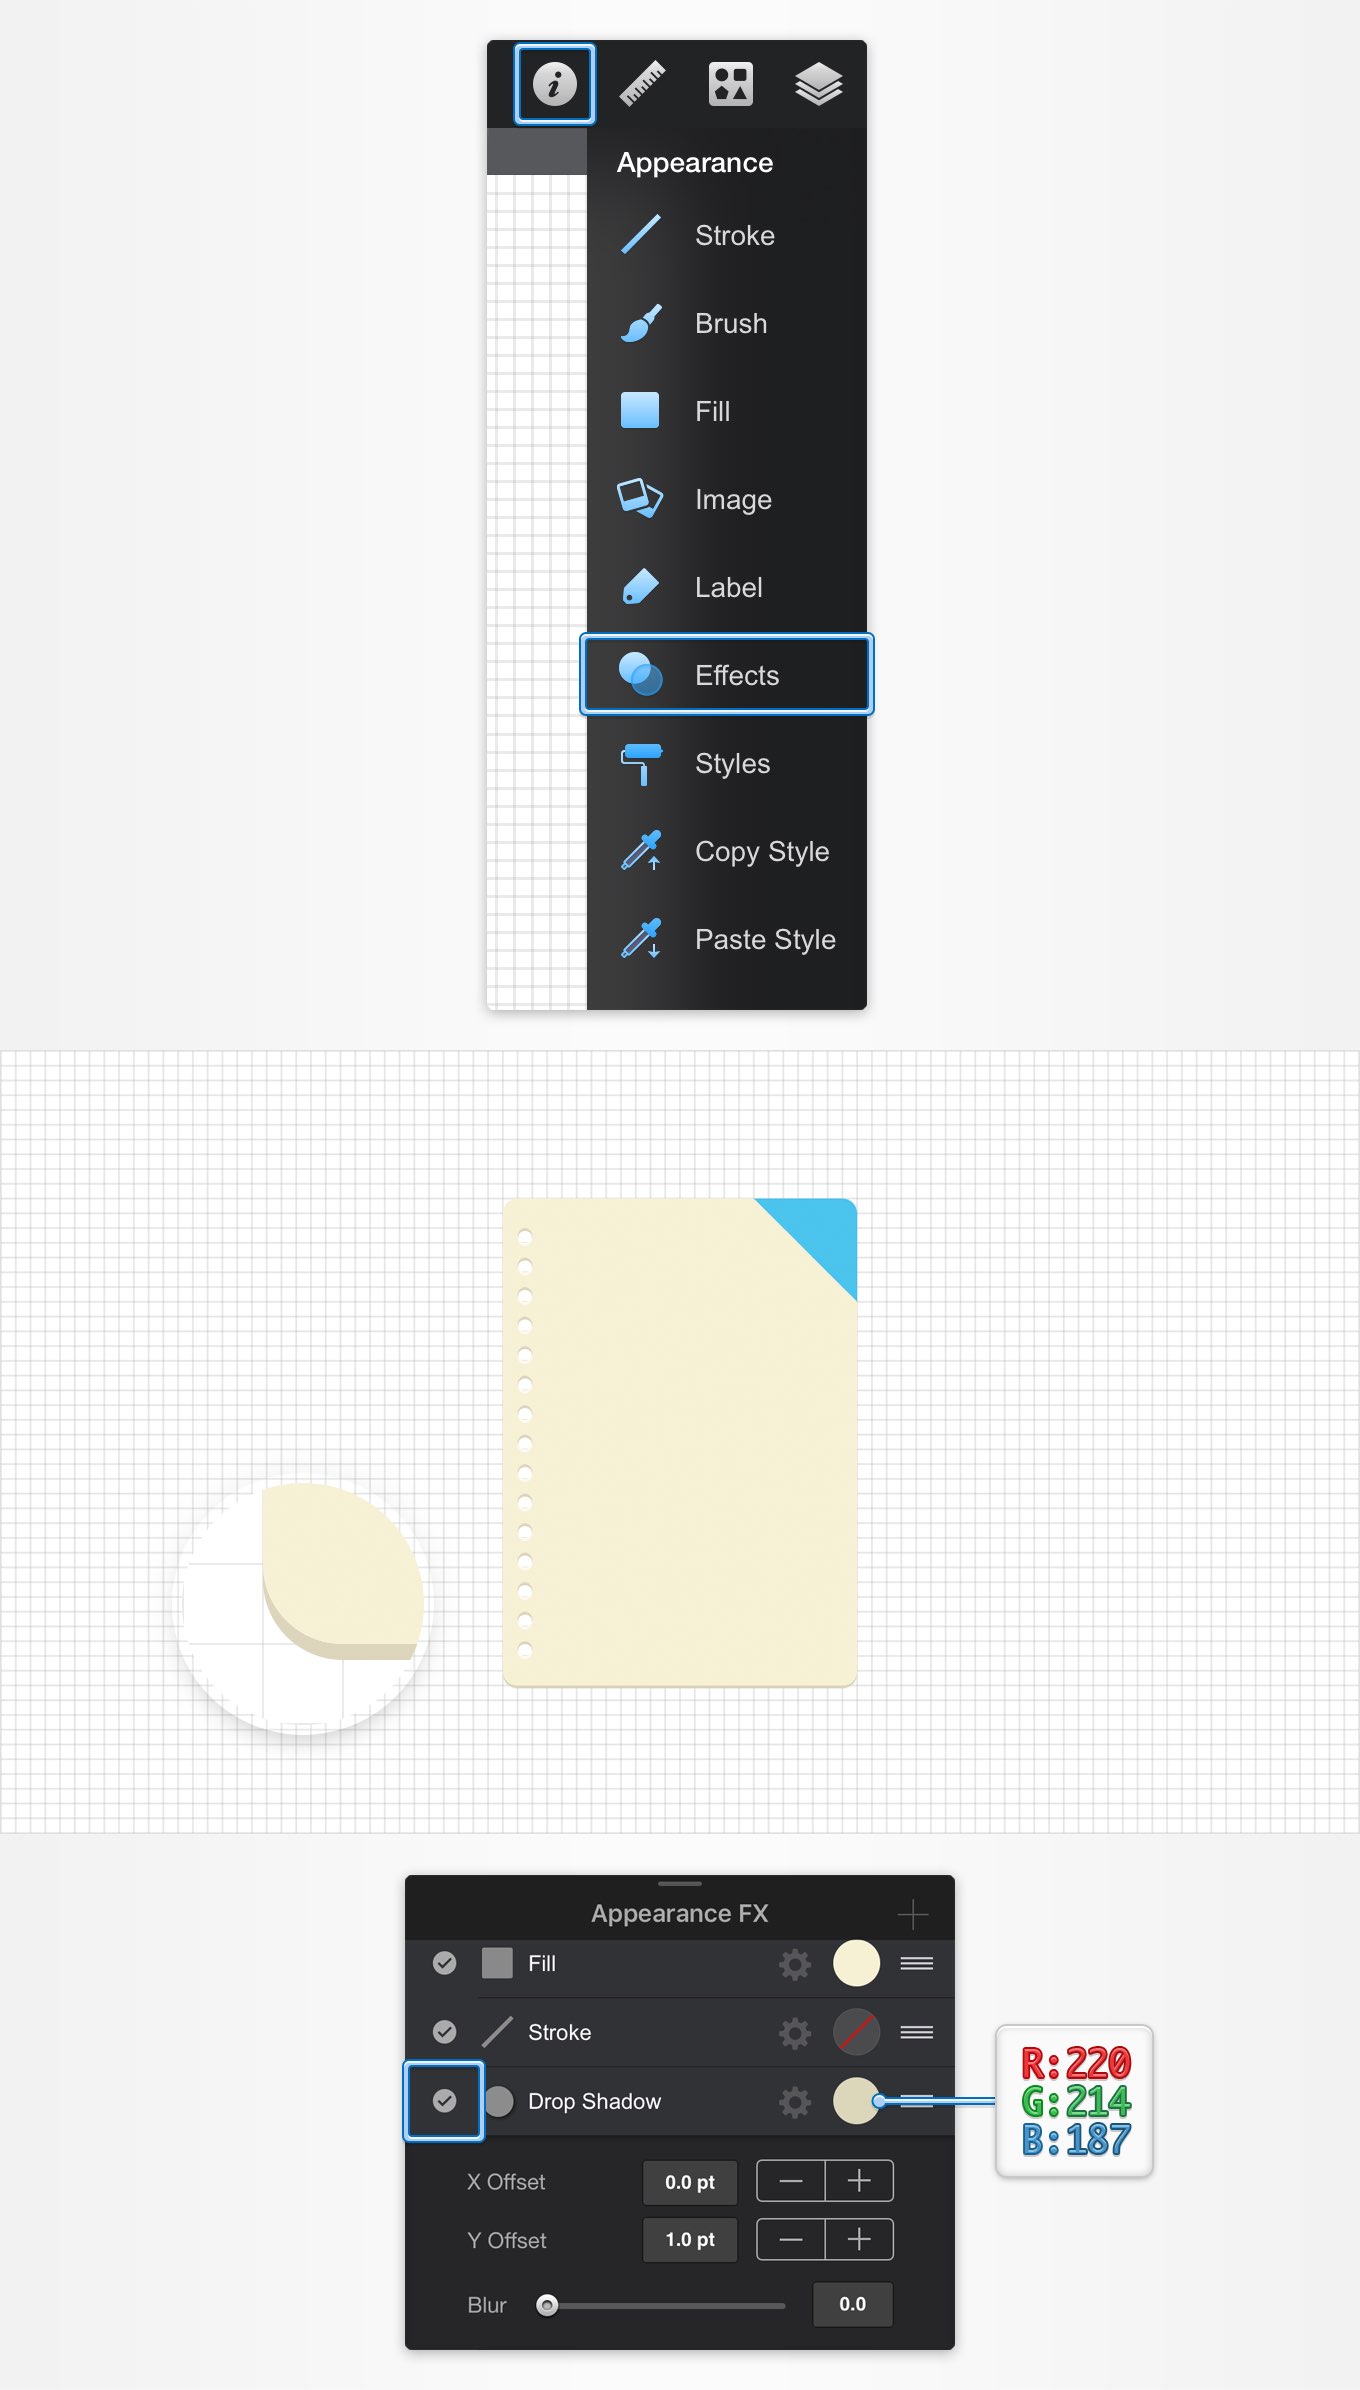 Appearance
Stroke
Brush
Fill
Image
Label
Effects
Styles
Copy Style
Paste Style
Appearance FX
Fill
Stroke
Drop Shadow
R:220
G:214
B:187
X Offset 0.0 pt
Y Offset 1.0 pt
Blur 0.0